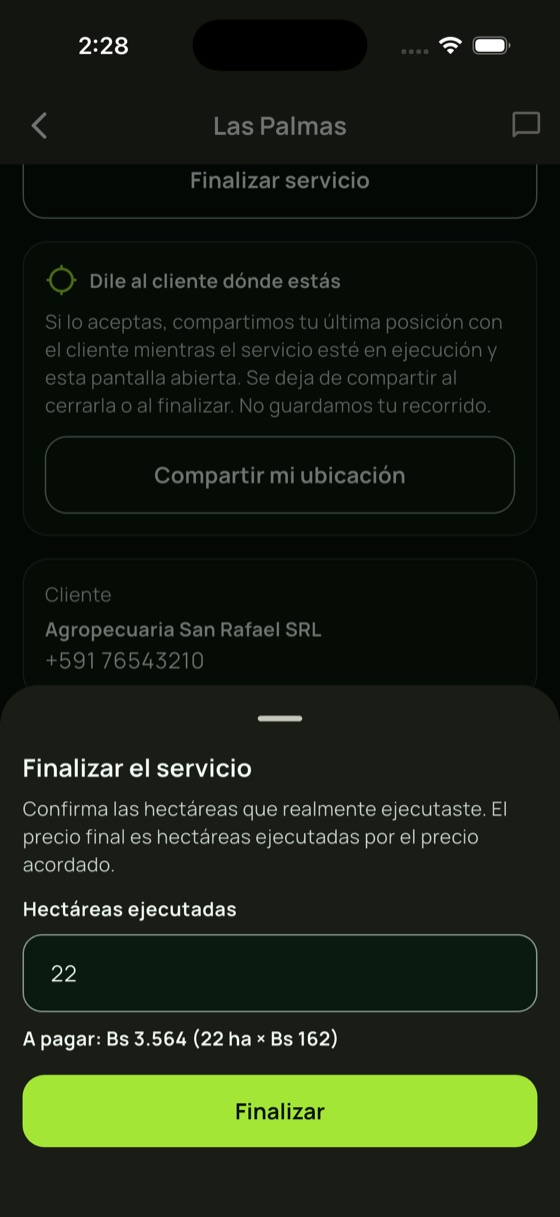 2:28
Las Palmas
Finalizar servicio
Dile al cliente dónde estás
Si lo aceptas, compartimos tu última posición con
el cliente mientras el servicio esté en ejecución y
esta pantalla abierta. Se deja de compartir al
cerrarla o al finalizar. No guardamos tu recorrido.
Compartir mi ubicación
Cliente
Agropecuaria San Rafael SRL
+591 76543210
Finalizar el servicio
Confirma las hectáreas que realmente ejecutaste. El
precio final es hectáreas ejecutadas por el precio
acordado.
Hectáreas ejecutadas
22
A pagar: Bs 3.564 (22 ha × Bs 162)
Finalizar